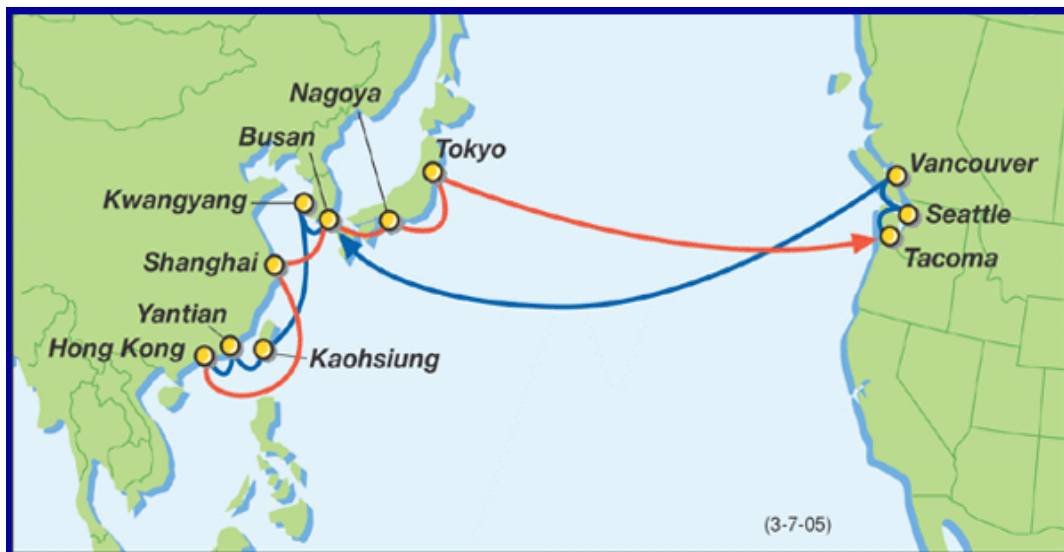 Nagoya
Busan
Tokyo
Kwangyang
Vancouver
Seattle
Shanghai
Tacoma
Yantian
Hong Kong
Kaohsiung
(3-7-05)